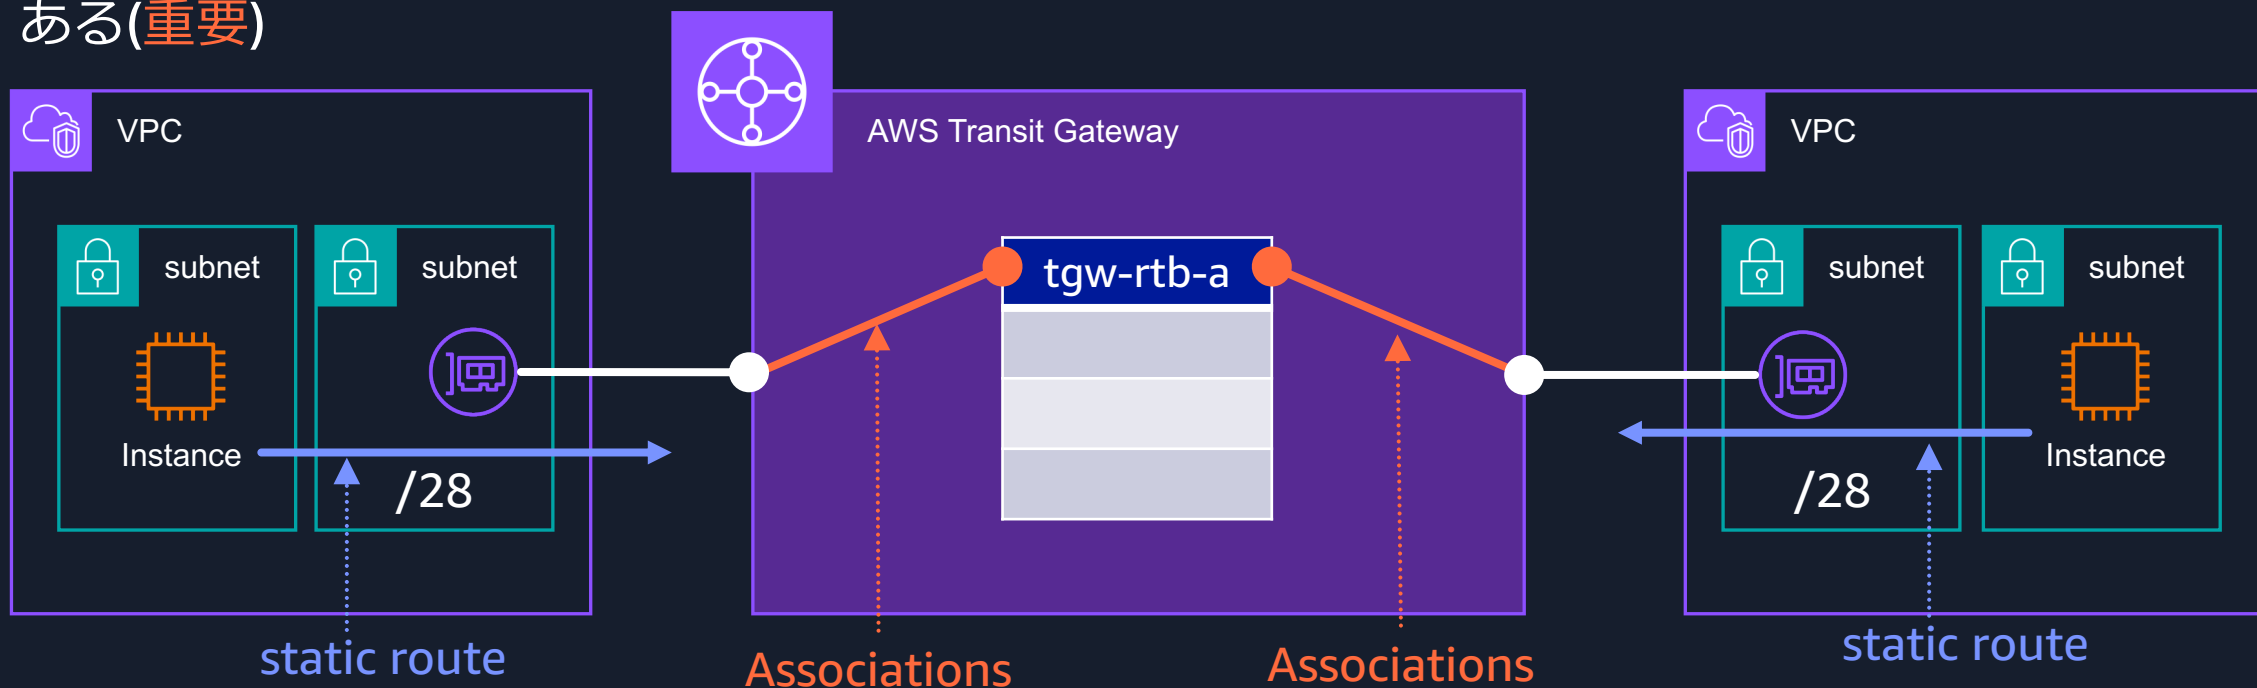 ある(重要)
VPC
AWS Transit Gateway
VPC
subnet
subnet
tgw-rtb-a
subnet
subnet
Instance
/28
/28
Instance
static route
Associations
Associations
static route